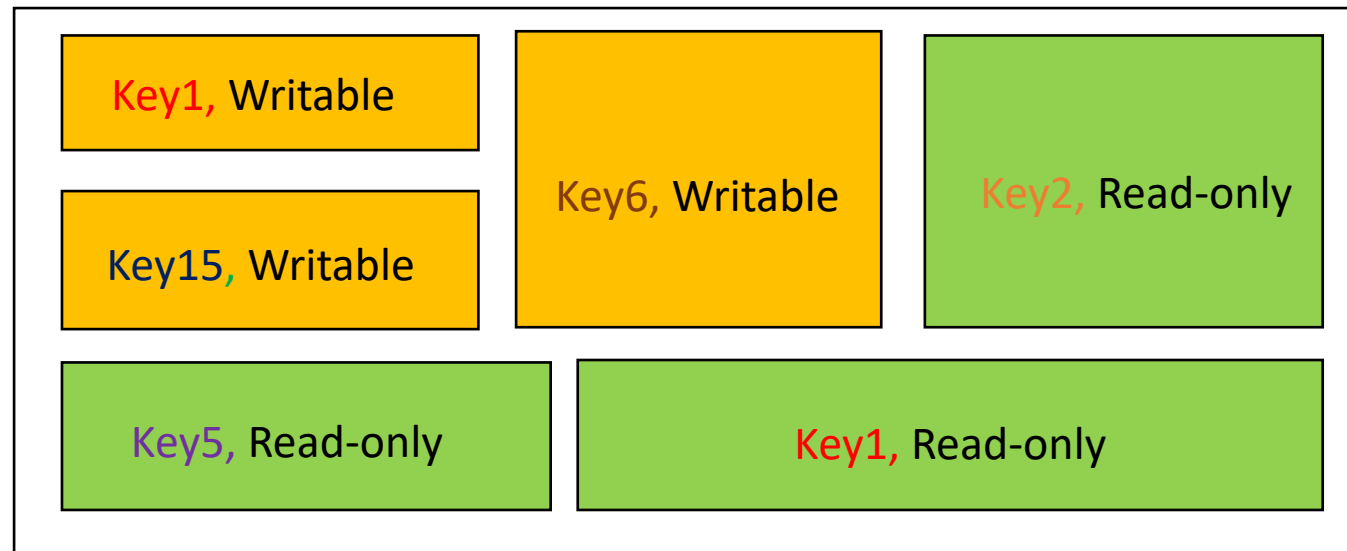 Key1, Writable
Key6, Writable
Key2, Read-only
Key15, Writable
Key5, Read-only
Key1, Read-only